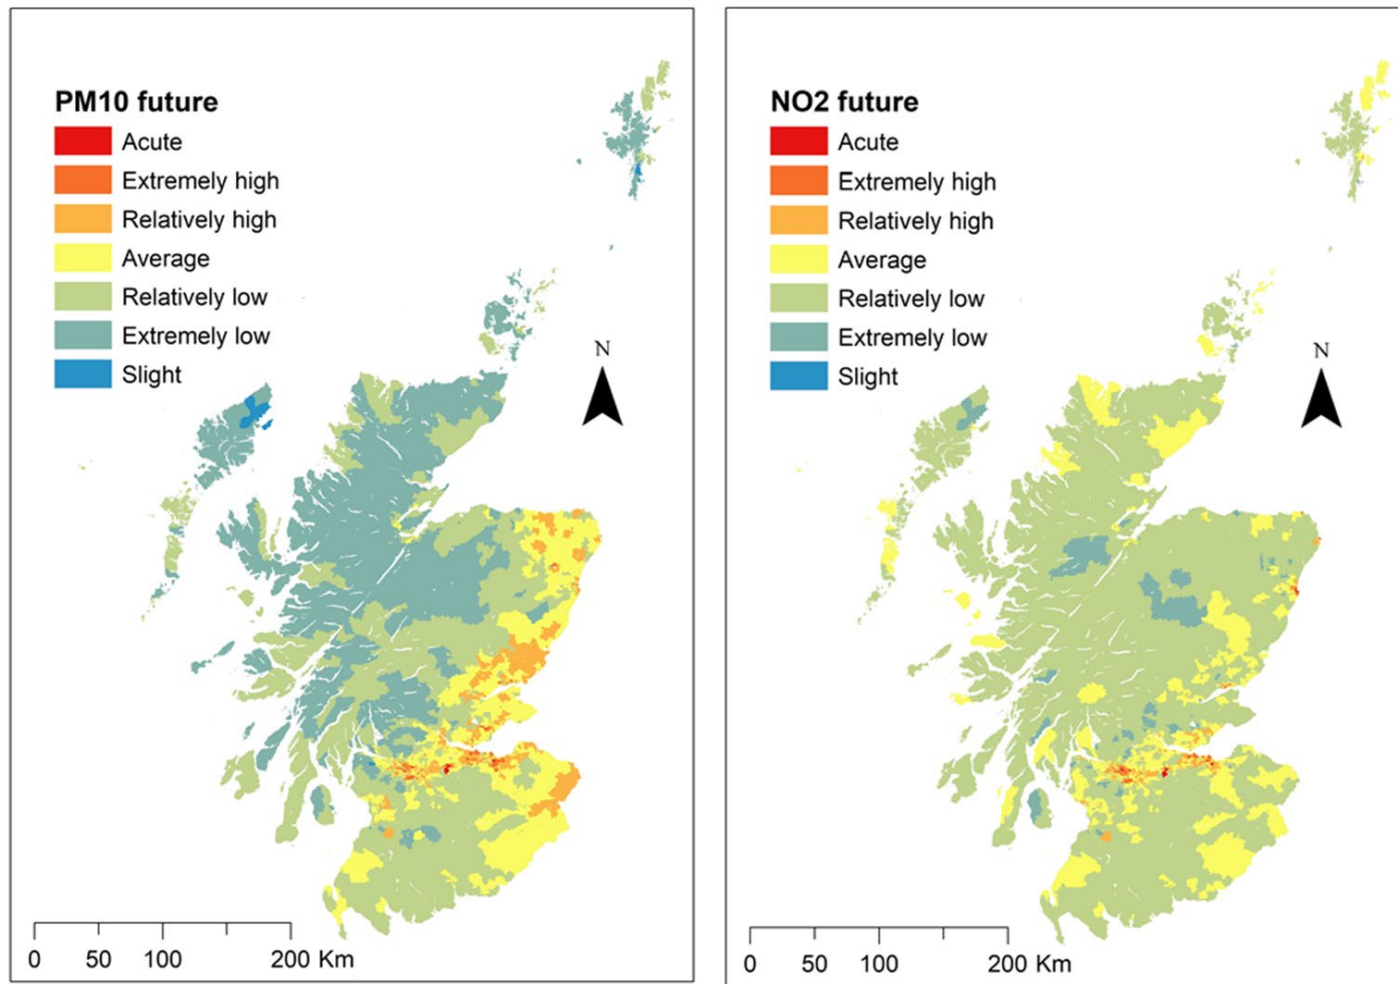 PM10 future
Acute
Extremely high
Relatively high
Average
Relatively low
Extremely low
Slight
N
0 50 100 200 Km
NO2 future
Acute
Extremely high
Relatively high
Average
Relatively low
Extremely low
Slight
N
0 50 100 200 Km